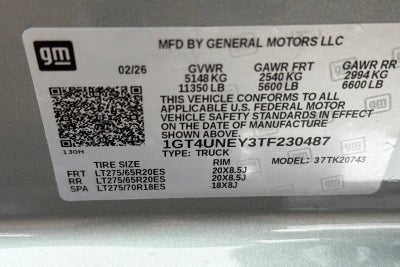 gm
MFD BY GENERAL MOTORS LLC
02/26 GVWR GAWR FRT GAWR RR
5148 KG 2540 KG 2994 KG
11350 LB 5600 LB 6600 LB
THIS VEHICLE CONFORMS TO ALL
APPLICABLE U.S. FEDERAL MOTOR
VEHICLE SAFETY STANDARDS IN EFFECT
ON THE DATE OF MANUFACTURE
1GT4UNEY3TF230487
130H TYPE: TRUCK MODEL: 37TK20743
TIRE SIZE RIM
FRT LT275/65R20ES 20X8.5J
RR LT275/65R20ES 20X8.5J
SPA LT275/70R18ES 18X8J